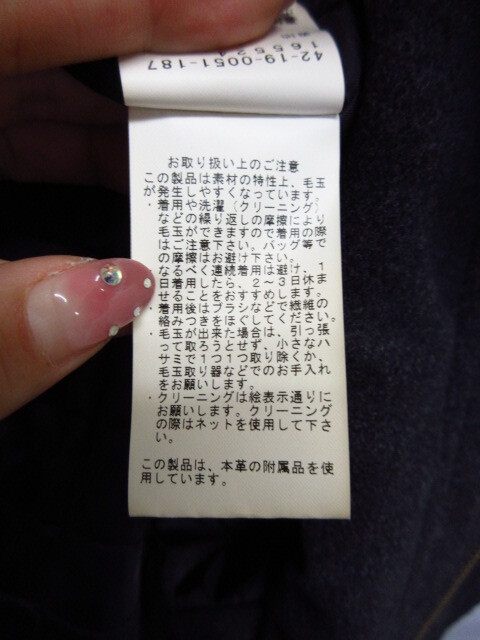 42-19-0051-187
165524
お取り扱い上のご注意
この製品は素材の特性上、毛玉
が発生しやすくなっています。
・着用や洗濯(クリーニング)
などの繰り返しの摩擦により
毛玉ができますので着用の際
はご注意下さい。バッグ等で
の摩擦はお避け下さい。
なるべく連続着用は避け、1
日着用したら、2〜3日休ま
せることをおすすめします。
・着用後はブラシなどで繊維の
絡みつきをほぐしてください。
・毛玉が出来た場合は、引っ張
って取ろうとせず、小さなハ
サミで1つ1つ取り除くか、
毛玉取り器などでのお手入れ
をお願いします。
・クリーニングは絵表示通りに
お願いします。クリーニング
の際はネットを使用して下さ
い。
この製品は、本革の附属品を使
用しています。